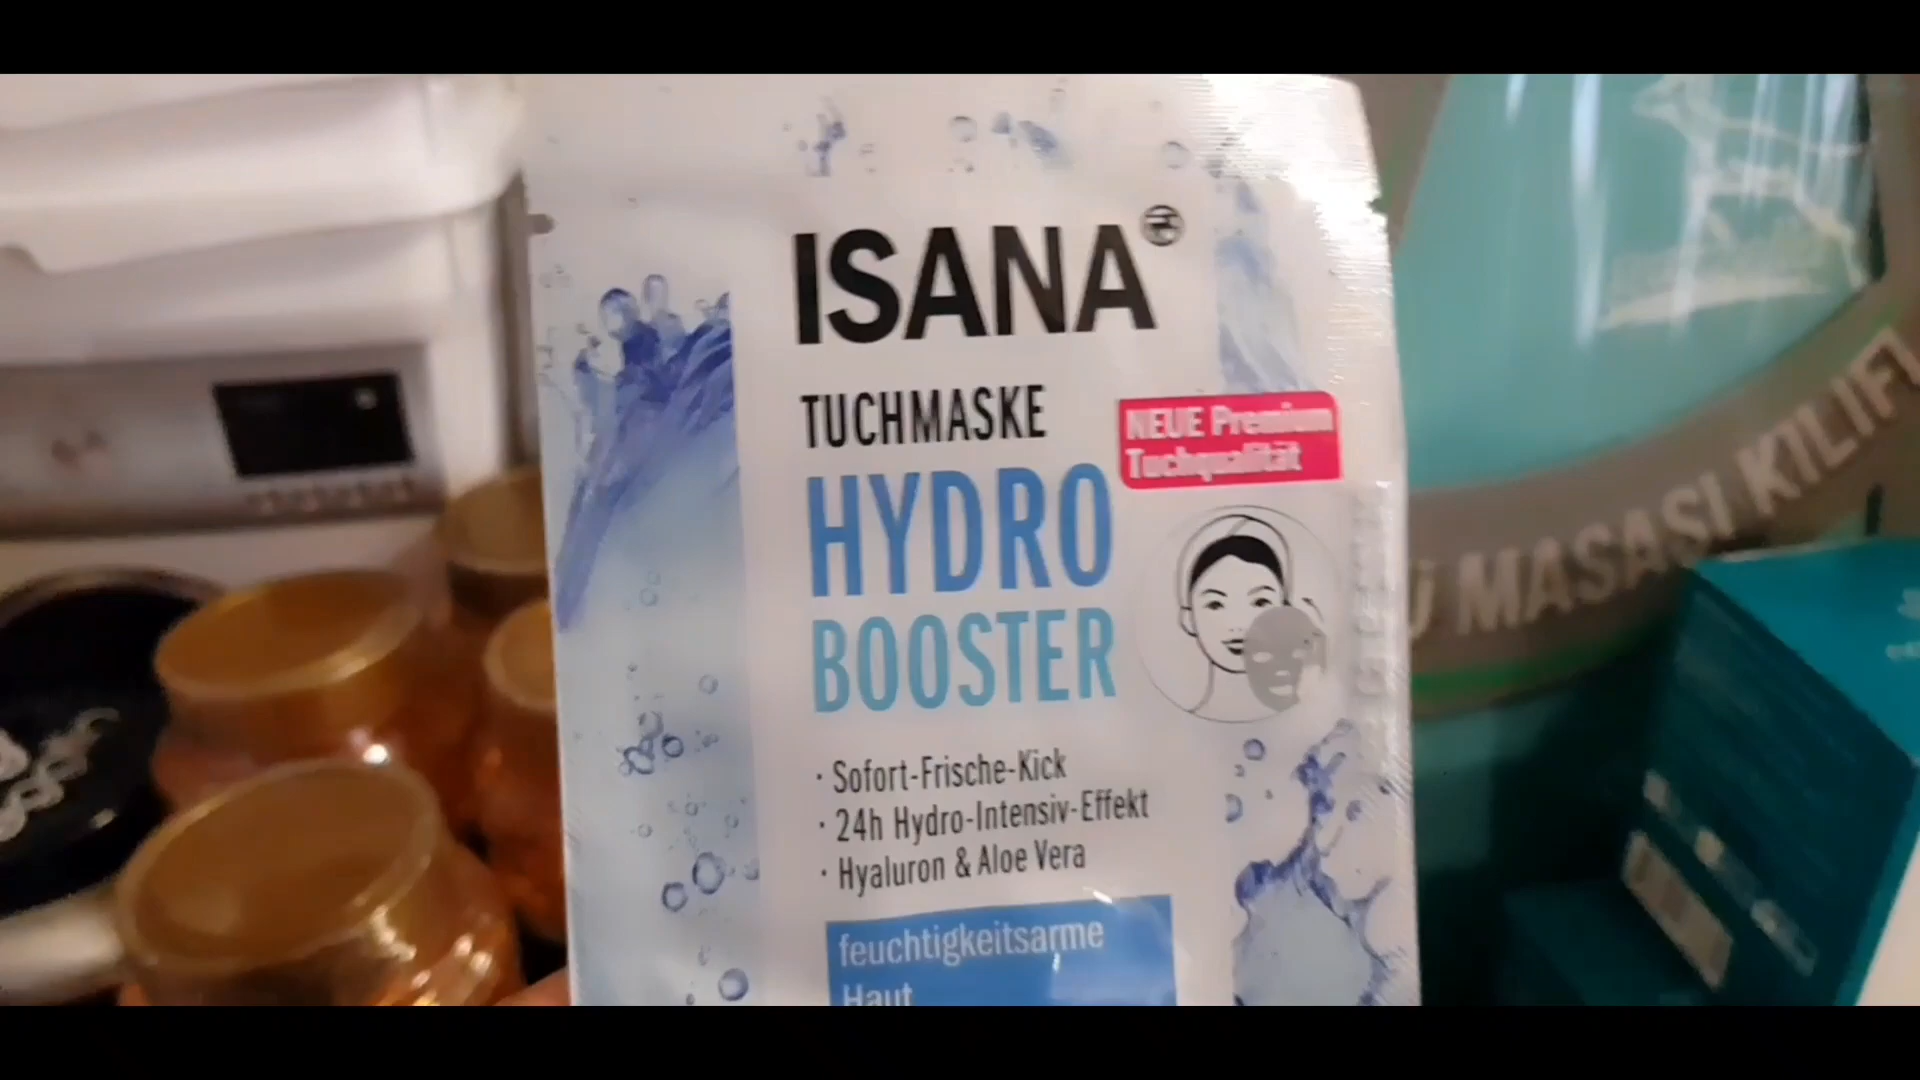 ISANA
TUCHMASKE
NEUE Premium
Tuchqualität
HYDRO
BOOSTER
· Sofort-Frische-Kick
· 24h Hydro-Intensiv-Effekt
· Hyaluron & Aloe Vera
feuchtigkeitsarme
Haut
Ü MASASI KILIFI